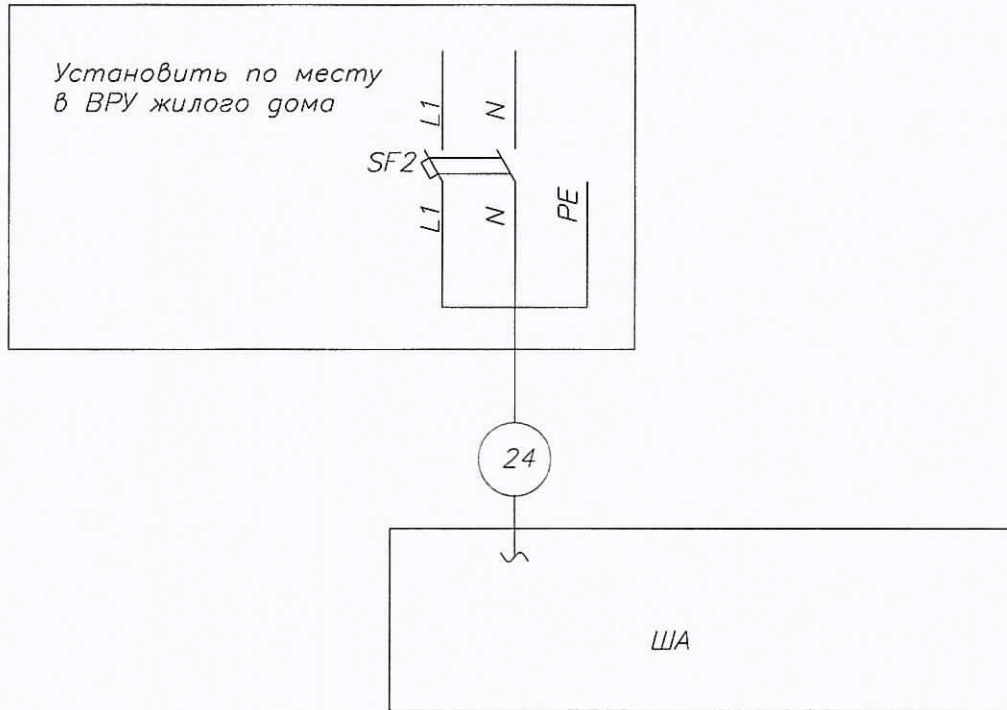 Установить по месту
в ВРУ жилого дома
L1
N
SF2
L1
N
PE
24
ША